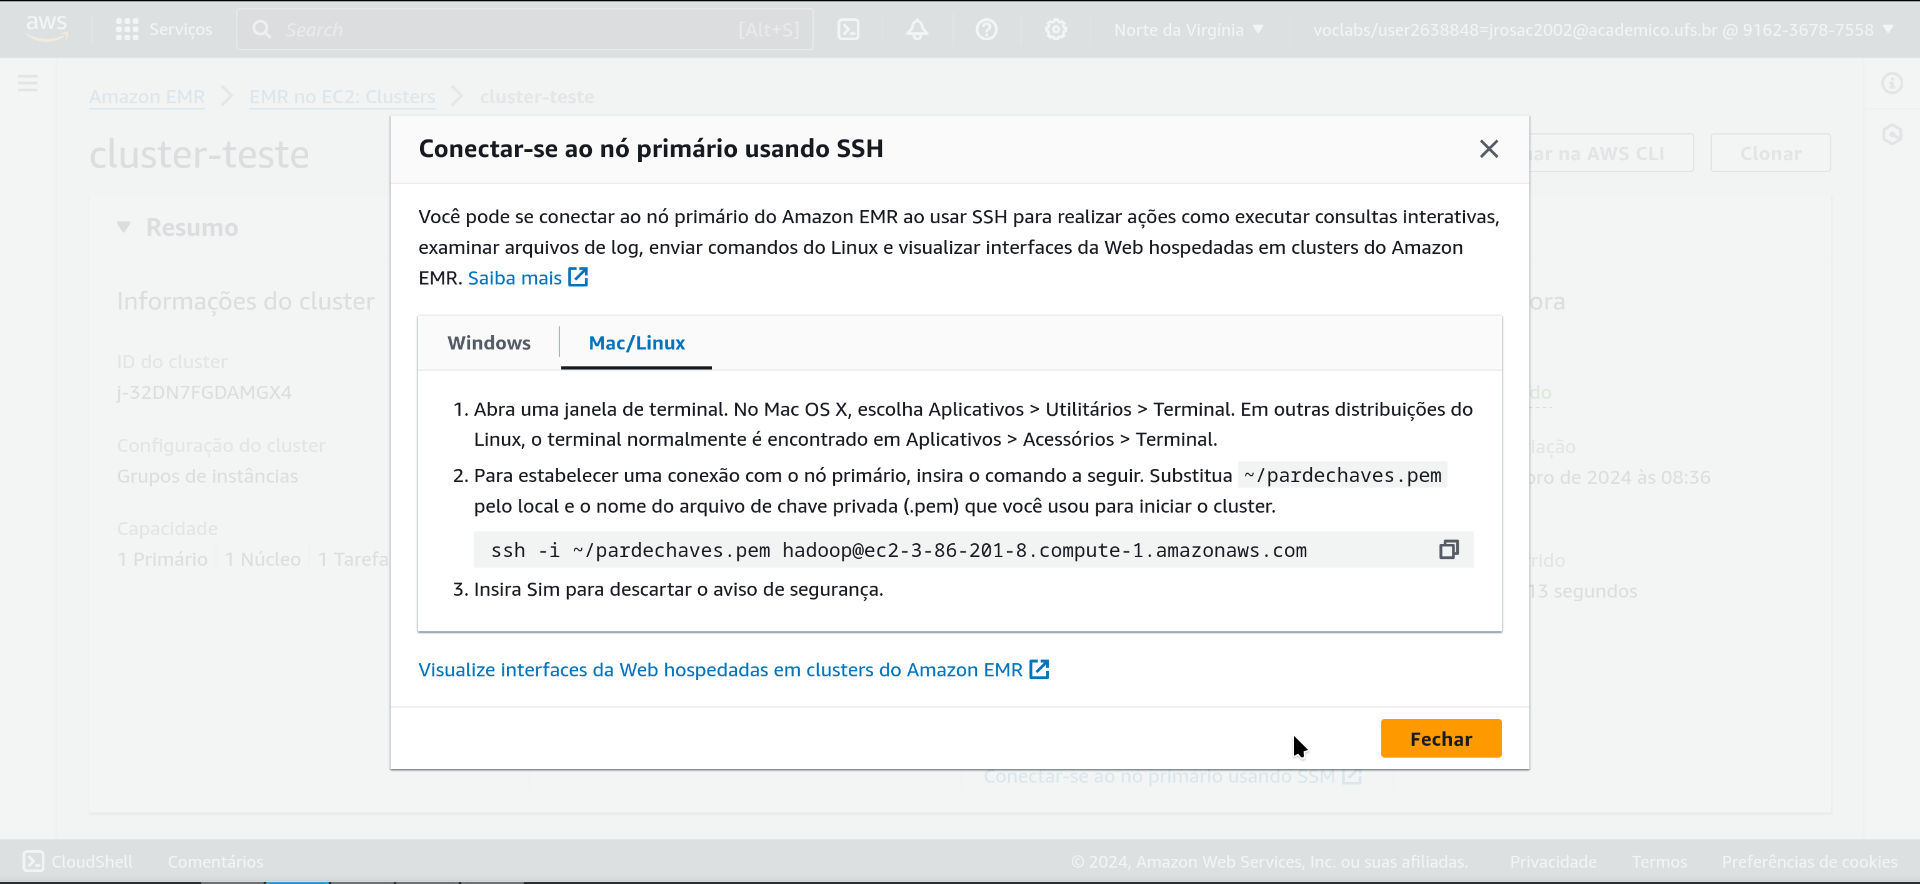 aws
Serviços
Search
[Alt+S]
Norte da Virgínia
voclabs/user2638848=jrosac2002@academico.ufs.br @ 9162-3678-7558
Amazon EMR
EMR no EC2: Clusters
cluster-teste
cluster-teste
ar na AWS CLI
Clonar
Resumo
Informações do cluster
ID do cluster
j-32DN7FGDAMGX4
Configuração do cluster
Grupos de instâncias
Capacidade
1 Primário
1 Núcleo
1 Tarefa
Conectar-se ao nó primário usando SSH
Você pode se conectar ao nó primário do Amazon EMR ao usar SSH para realizar ações como executar consultas interativas,
examinar arquivos de log, enviar comandos do Linux e visualizar interfaces da Web hospedadas em clusters do Amazon
EMR. Saiba mais
Windows
Mac/Linux
1. Abra uma janela de terminal. No Mac OS X, escolha Aplicativos > Utilitários > Terminal. Em outras distribuições do
Linux, o terminal normalmente é encontrado em Aplicativos > Acessórios > Terminal.
2. Para estabelecer uma conexão com o nó primário, insira o comando a seguir. Substitua ~/pardechaves.pem
pelo local e o nome do arquivo de chave privada (.pem) que você usou para iniciar o cluster.
ssh -i ~/pardechaves.pem hadoop@ec2-3-86-201-8.compute-1.amazonaws.com
3. Insira Sim para descartar o aviso de segurança.
Visualize interfaces da Web hospedadas em clusters do Amazon EMR
Fechar
ora
do
lação
bro de 2024 às 08:36
rido
13 segundos
Conectar-se ao nó primário usando SSM
CloudShell
Comentários
© 2024, Amazon Web Services, Inc. ou suas afiliadas.
Privacidade
Termos
Preferências de cookies